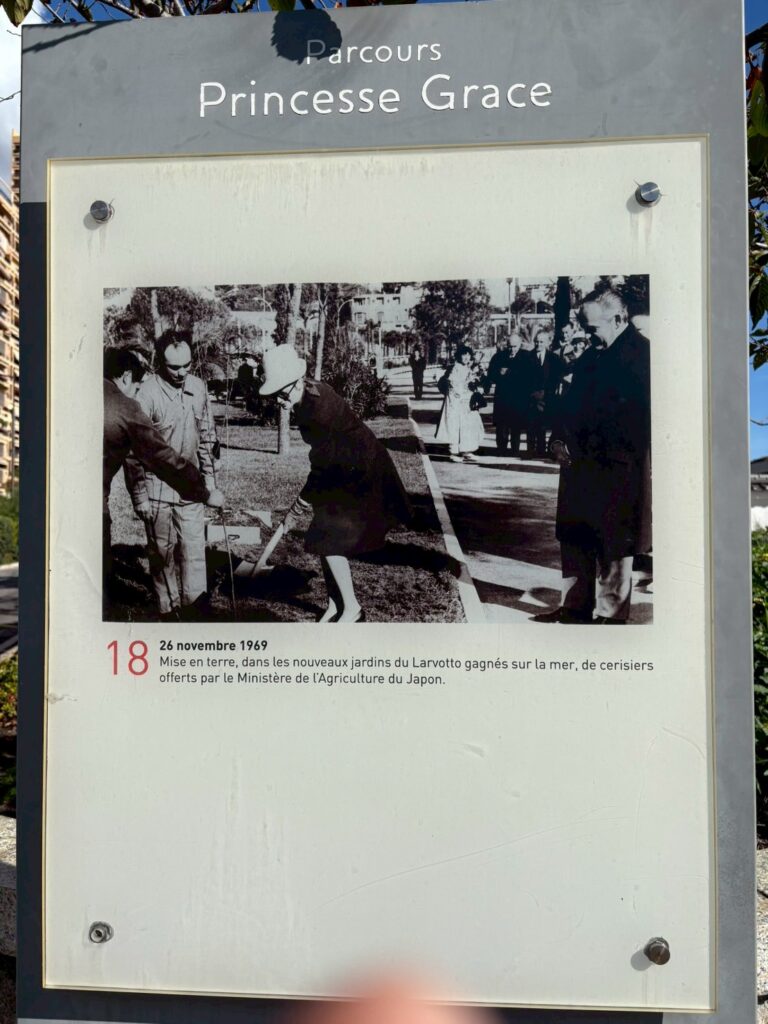 Parcours
Princesse Grace
18
26 novembre 1969
Mise en terre, dans les nouveaux jardins du Larvotto gagnés sur la mer, de cerisiers
offerts par le Ministère de l'Agriculture du Japon.